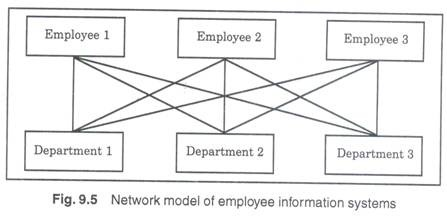 Employee 1 Employee 2 Employee 3
Department 1 Department 2 Department 3
Fig. 9.5 Network model of employee information systems